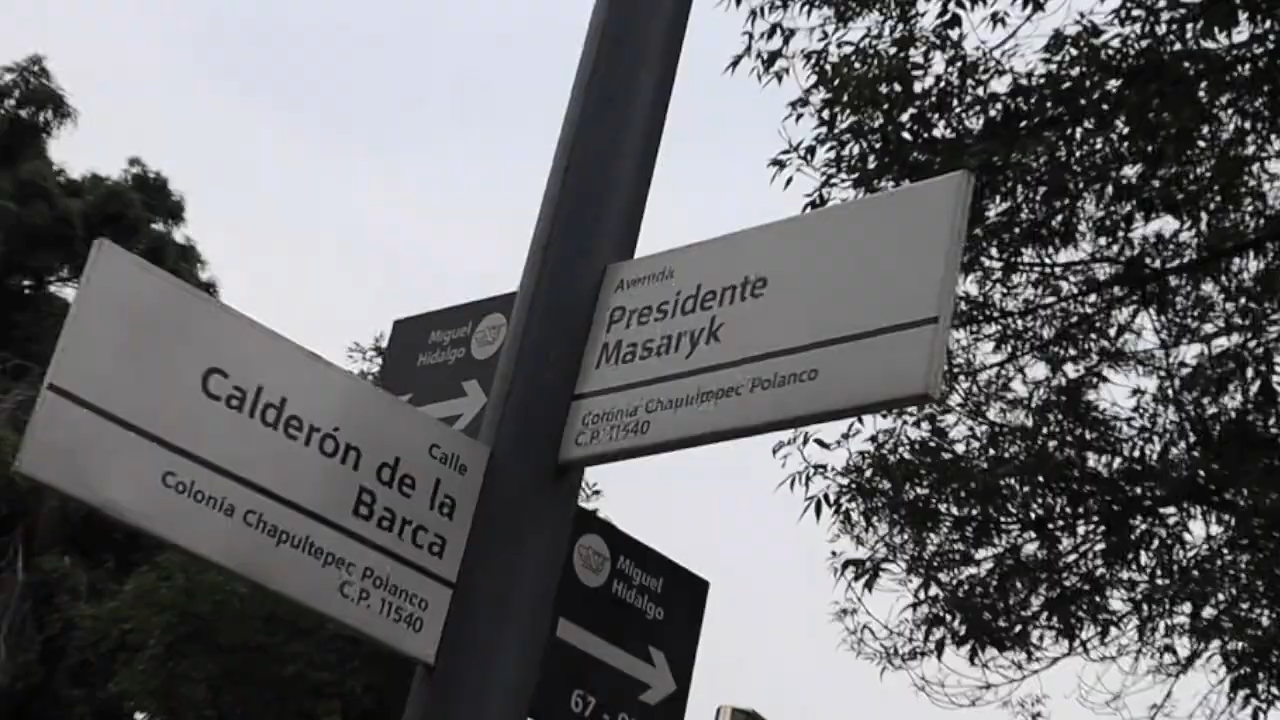 Miguel
Hidalgo
Avenida
Presidente
Masaryk
Colonia Chapultepec Polanco
C.P. 11540
Calle
Calderón de la
Barca
Colonia Chapultepec Polanco
C.P. 11540
Miguel
Hidalgo
67 -